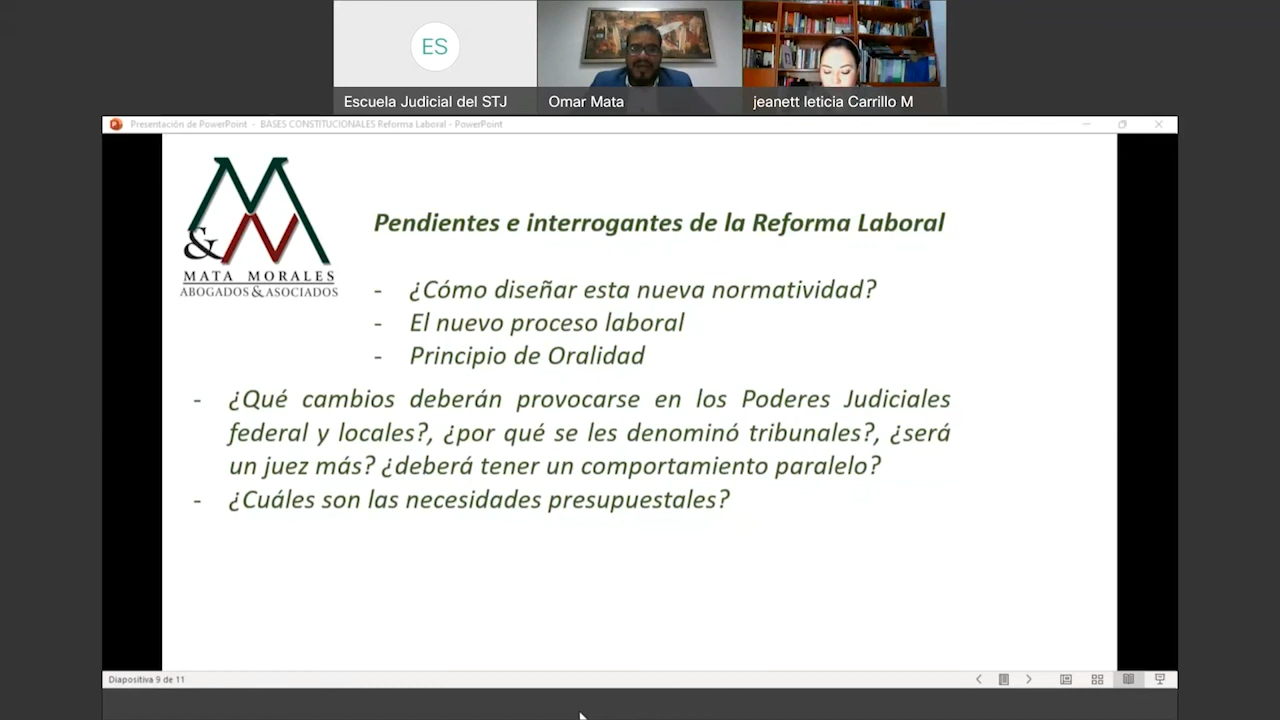 ES
Escuela Judicial del STJ
Omar Mata
jeanett leticia Carrillo M
Presentación de PowerPoint - BASES CONSTITUCIONALES Reforma Laboral - PowerPoint
&
MATA MORALES
ABOGADOS & ASOCIADOS
Pendientes e interrogantes de la Reforma Laboral
- ¿Cómo diseñar esta nueva normatividad?
- El nuevo proceso laboral
- Principio de Oralidad
- ¿Qué cambios deberán provocarse en los Poderes Judiciales
federal y locales?, ¿por qué se les denominó tribunales?, ¿será
un juez más? ¿deberá tener un comportamiento paralelo?
- ¿Cuáles son las necesidades presupuestales?
Diapositiva 9 de 11